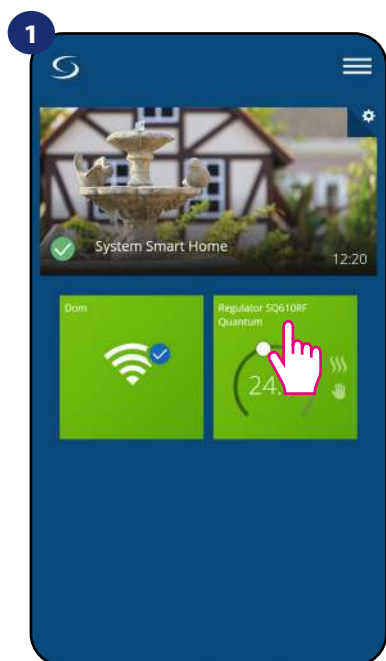 1
System Smart Home
12:20
Dom
Regulator SQ610RF
Quantum
24.